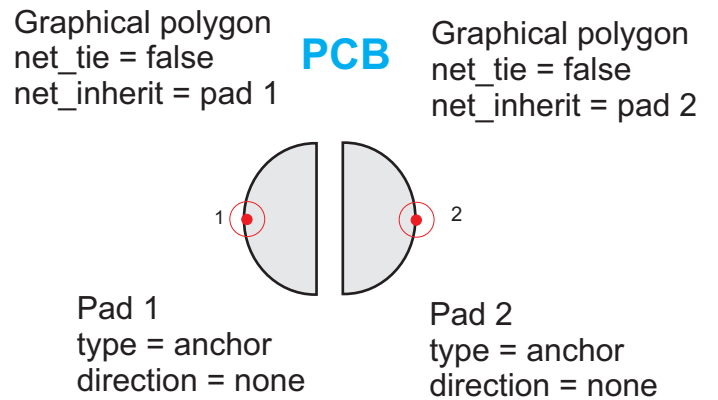 Graphical polygon
net_tie = false
net_inherit = pad 1
PCB
Graphical polygon
net_tie = false
net_inherit = pad 2
1
2
Pad 1
type = anchor
direction = none
Pad 2
type = anchor
direction = none